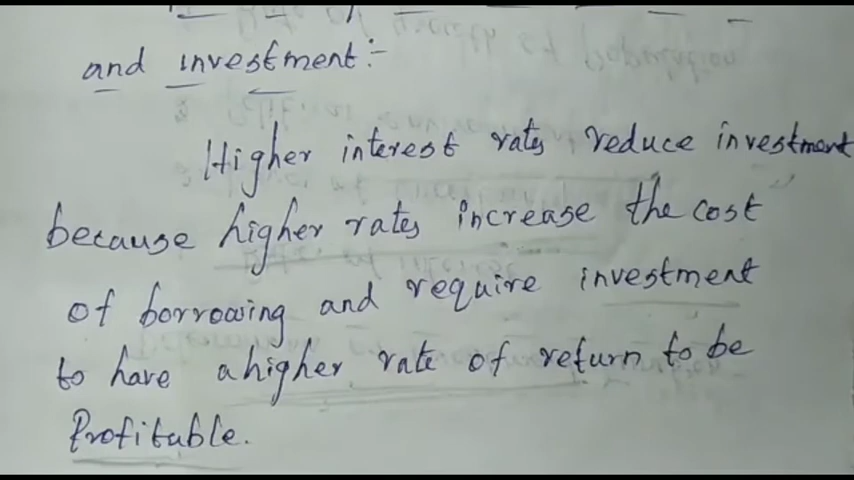 and investment:-
Higher interest rates reduce investment
because higher rates increase the cost
of borrowing and require investment
to have a higher rate of return to be
Profitable.